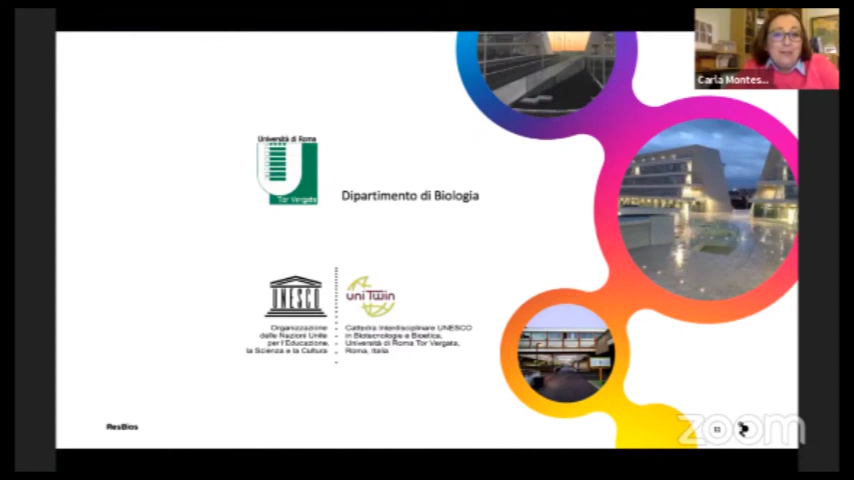 Carla Montes...
Università di Roma
Tor Vergata
Dipartimento di Biologia
UNESCO
uniTwin
Organizzazione
delle Nazioni Unite
per l'Educazione,
la Scienza e la Cultura
Cattedra Interdisciplinare UNESCO
in Biotecnologie e Bioetica,
Università di Roma Tor Vergata,
Roma, Italia
ResBios
11
zoom